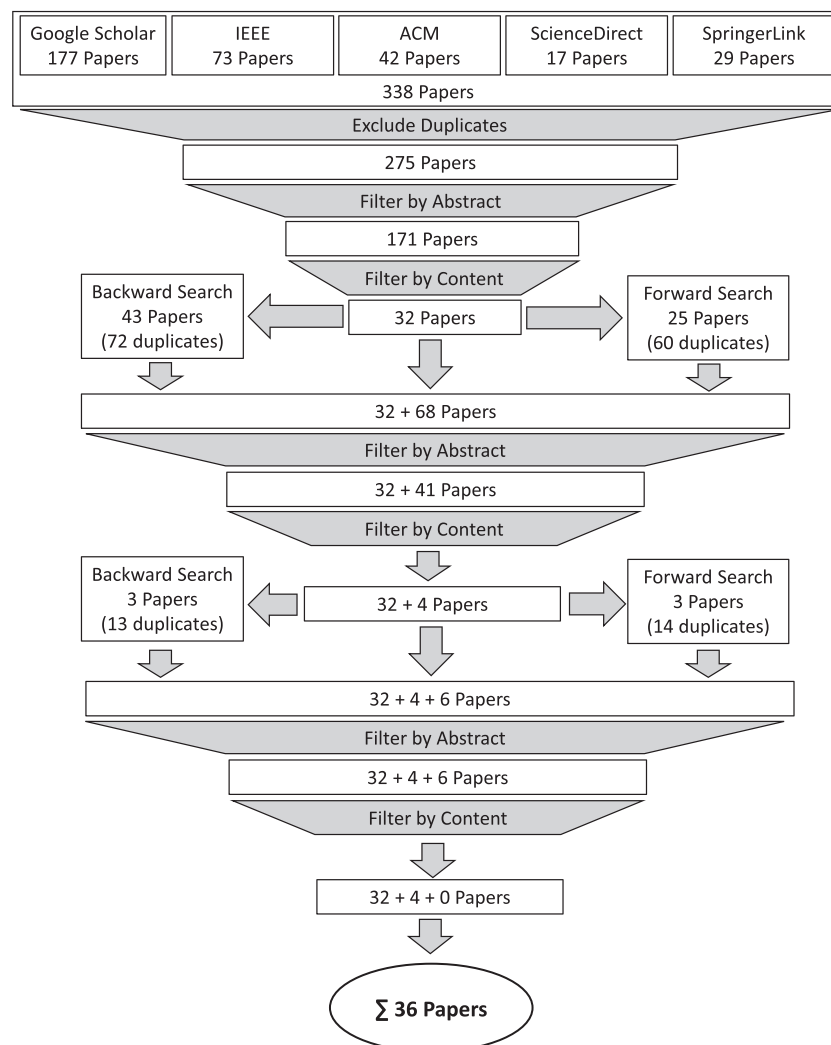 Google Scholar
177 Papers
IEEE
73 Papers
ACM
42 Papers
ScienceDirect
17 Papers
SpringerLink
29 Papers
338 Papers
Exclude Duplicates
275 Papers
Filter by Abstract
171 Papers
Filter by Content
Backward Search
43 Papers
(72 duplicates)
32 Papers
Forward Search
25 Papers
(60 duplicates)
32 + 68 Papers
Filter by Abstract
32 + 41 Papers
Filter by Content
Backward Search
3 Papers
(13 duplicates)
32 + 4 Papers
Forward Search
3 Papers
(14 duplicates)
32 + 4 + 6 Papers
Filter by Abstract
32 + 4 + 6 Papers
Filter by Content
32 + 4 + 0 Papers
∑ 36 Papers